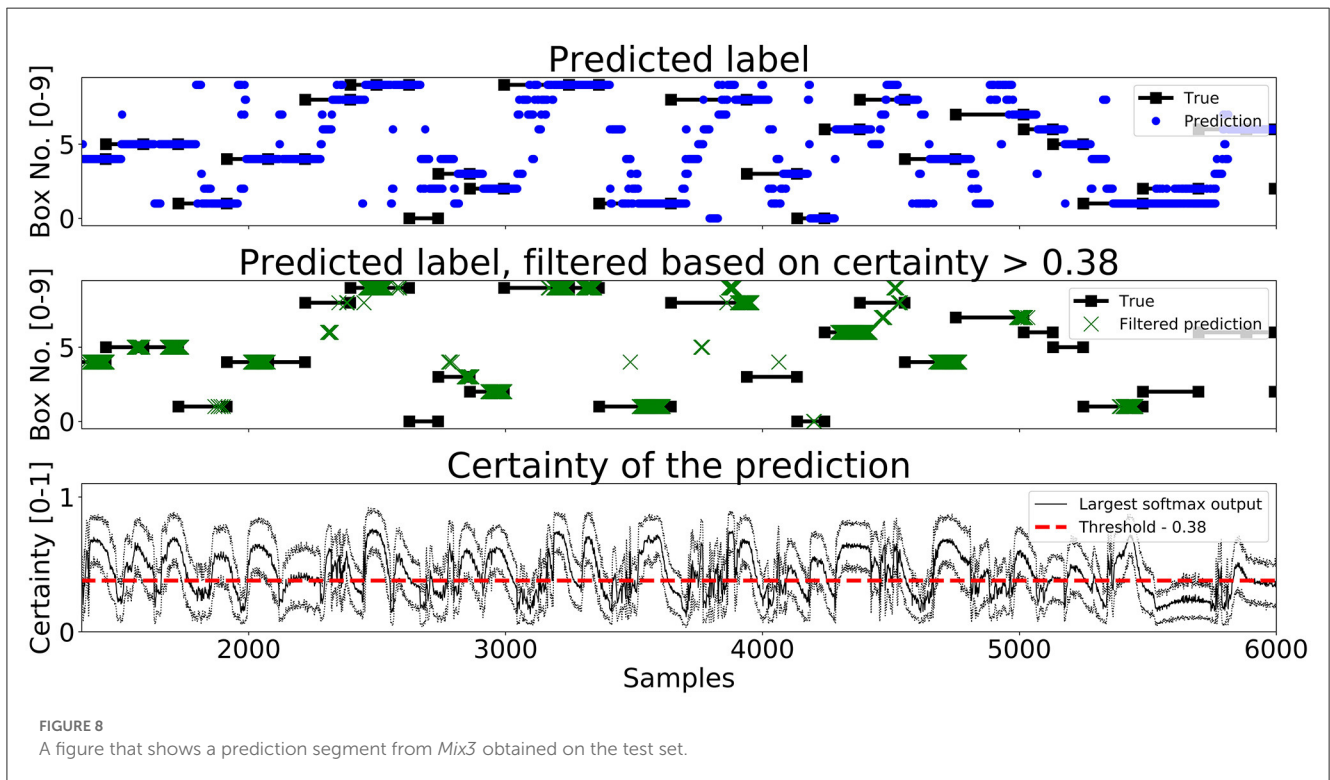 Predicted label
Box No. [0-9]
5
0
True
Prediction
Predicted label, filtered based on certainty > 0.38
Box No. [0-9]
5
0
True
Filtered prediction
Certainty of the prediction
Certainty [0-1]
1
0
Largest softmax output
Threshold - 0.38
2000 3000 4000 5000 6000
Samples
FIGURE 8
A figure that shows a prediction segment from Mix3 obtained on the test set.